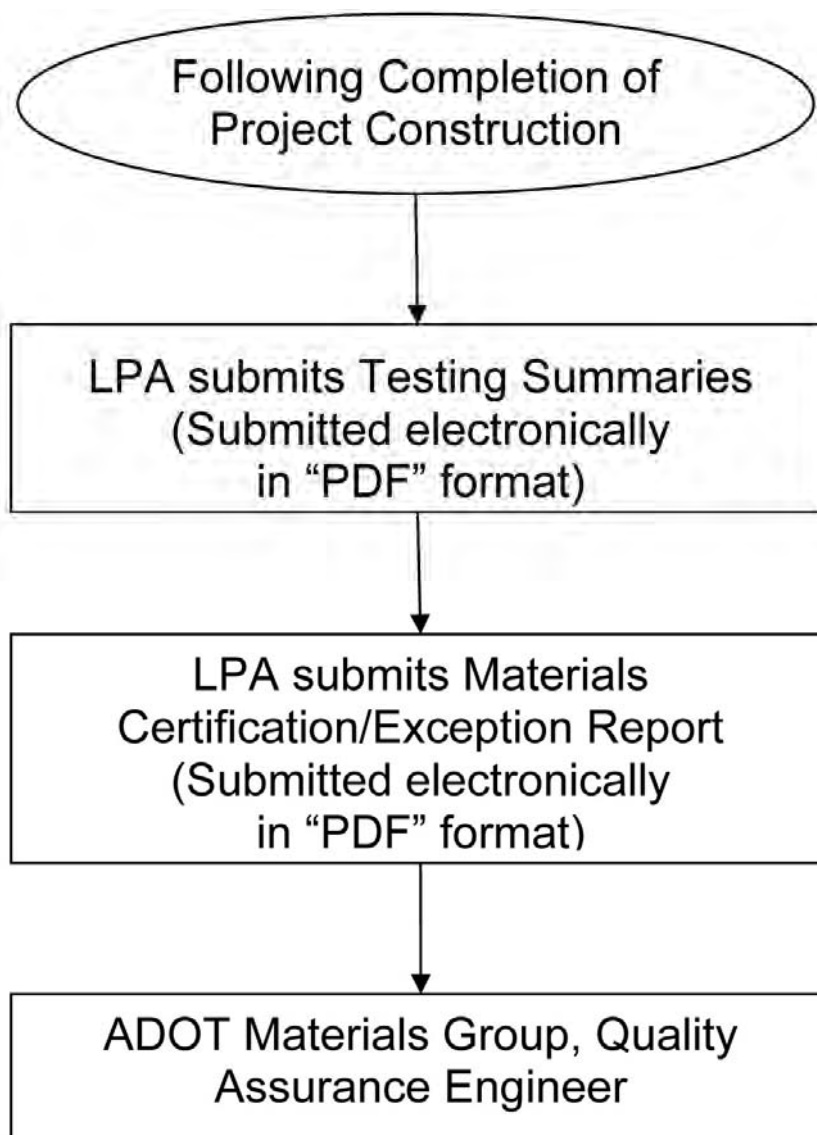 Following Completion of
Project Construction
LPA submits Testing Summaries
(Submitted electronically
in “PDF” format)
LPA submits Materials
Certification/Exception Report
(Submitted electronically
in “PDF” format)
ADOT Materials Group, Quality
Assurance Engineer